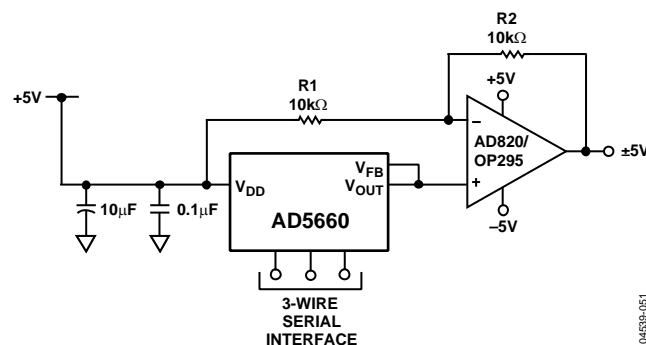 R2
10kΩ
R1
10kΩ
+5V
+5V
–
AD820/
OP295
+
±5V
–5V
VFB
VDD
VOUT
AD5660
10μF
0.1μF
3-WIRE
SERIAL
INTERFACE
04539-051